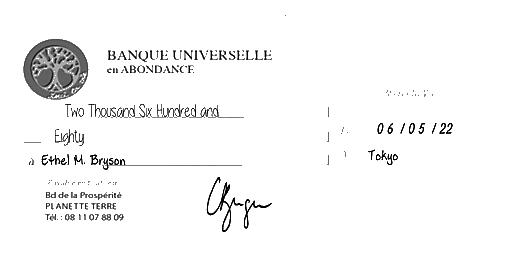 BANQUE UNIVERSELLE
en ABONDANCE
Two Thousand Six Hundred and
Eighty
06/05/22
à Ethel M. Bryson
Tokyo
Bd de la Prospérité
PLANETTE TERRE
Tél. : 08 11 07 88 09